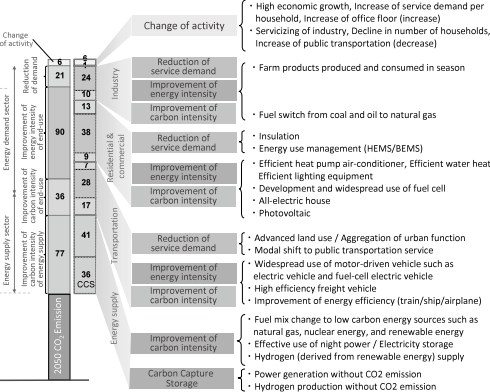 Change
of activity
Reduction
of demand
Energy demand sector
Improvement of
energy intensity
of end-use
Improvement of
carbon intensity
of end-use
Energy supply sector
Improvement of
carbon intensity
of energy supply
6
21
90
36
77
2050 CO2 Emission
6
24
10
13
38
9
7
28
17
41
36
CCS
Change of activity
・High economic growth, Increase of service demand per
household, Increase of office floor (increase)
・Servicizing of industry, Decline in number of households,
Increase of public transportation (decrease)
Industry
Reduction of
service demand
Improvement of
energy intensity
Improvement of
carbon intensity
・Farm products produced and consumed in season
・Fuel switch from coal and oil to natural gas
Residential &
commercial
Reduction of
service demand
Improvement of
energy intensity
Improvement of
carbon intensity
・Insulation
・Energy use management (HEMS/BEMS)
・Efficient heat pump air-conditioner, Efficient water heat
Efficient lighting equipment
・Development and widespread use of fuel cell
・All-electric house
・Photovoltaic
Transportation
Reduction of
service demand
Improvement of
energy intensity
Improvement of
carbon intensity
・Advanced land use / Aggregation of urban function
・Modal shift to public transportation service
・Widespread use of motor-driven vehicle such as
electric vehicle and fuel-cell electric vehicle
・High efficiency freight vehicle
・Improvement of energy efficiency (train/ship/airplane)
Energy supply
Improvement of
carbon intensity
・Fuel mix change to low carbon energy sources such as
natural gas, nuclear energy, and renewable energy
・Effective use of night power / Electricity storage
・Hydrogen (derived from renewable energy) supply
Carbon Capture
Storage
・Power generation without CO2 emission
・Hydrogen production without CO2 emission